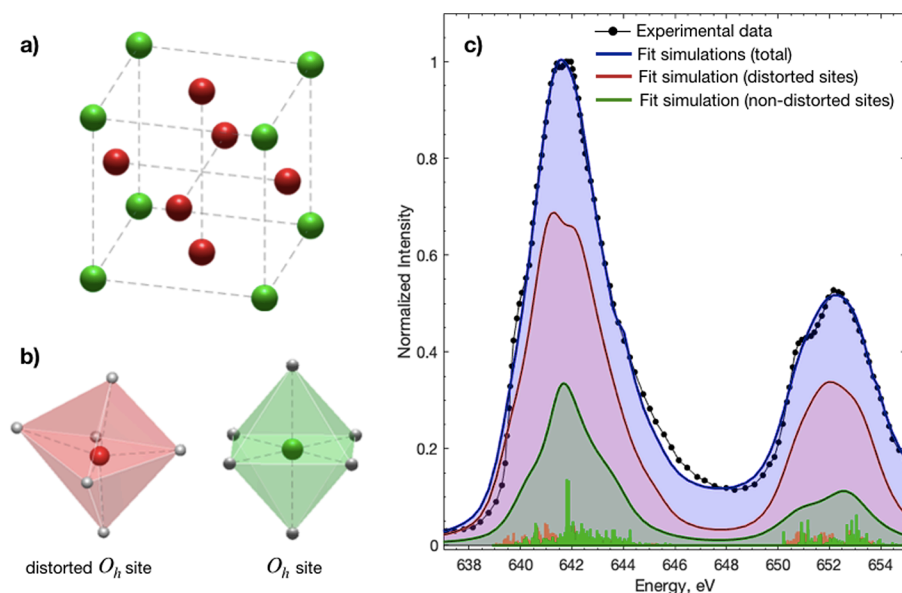 a)
b)
distorted Oh site
Oh site
c)
Experimental data
Fit simulations (total)
Fit simulation (distorted sites)
Fit simulation (non-distorted sites)
Normalized Intensity
1
0.8
0.6
0.4
0.2
0
638 640 642 644 646 648 650 652 654
Energy, eV